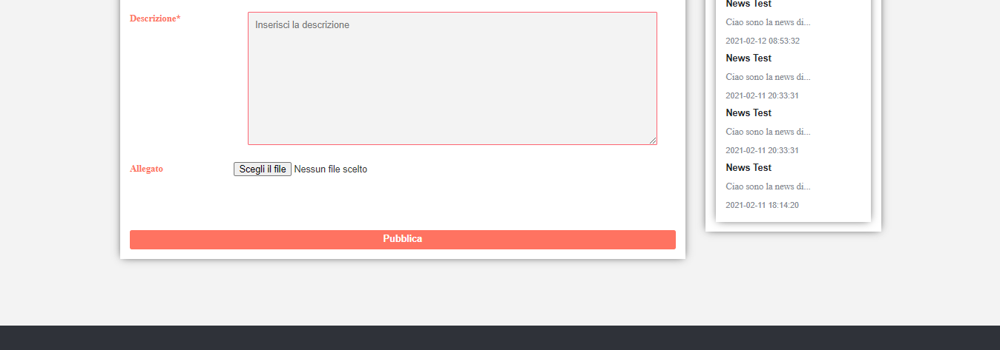 Descrizione*
Inserisci la descrizione
Allegato
Scegli il file Nessun file scelto
Pubblica
News Test
Ciao sono la news di...
2021-02-12 08:53:32
News Test
Ciao sono la news di...
2021-02-11 20:33:31
News Test
Ciao sono la news di...
2021-02-11 20:33:31
News Test
Ciao sono la news di...
2021-02-11 18:14:20